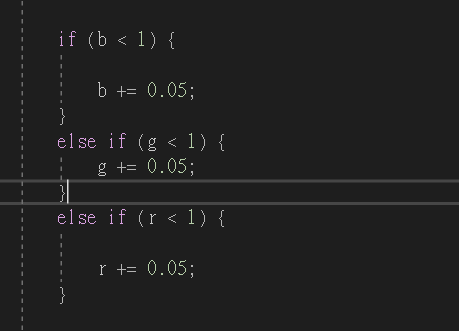 if (b < 1) {
b += 0.05;
}
else if (g < 1) {
g += 0.05;
}
else if (r < 1) {
r += 0.05;
}